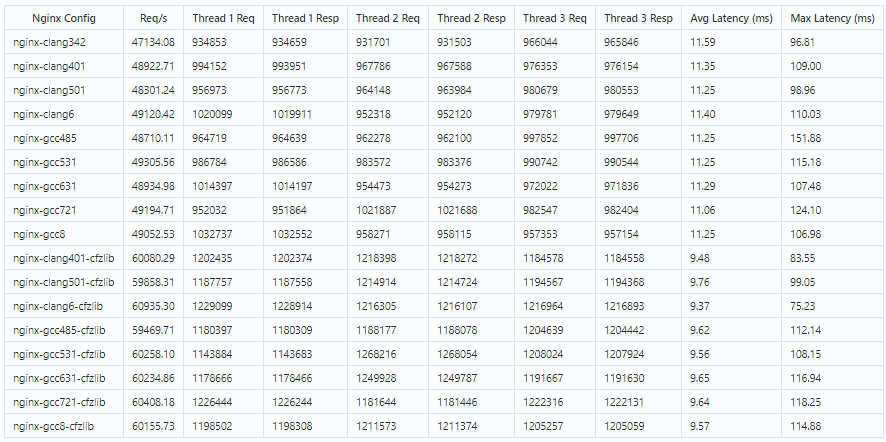 Nginx Config Req/s Thread 1 Req Thread 1 Resp Thread 2 Req Thread 2 Resp Thread 3 Req Thread 3 Resp Avg Latency (ms) Max Latency (ms)
nginx-clang342 47134.08 934853 934659 931701 931503 966044 965846 11.59 96.81
nginx-clang401 48922.71 994152 993951 967786 967588 976353 976154 11.35 109.00
nginx-clang501 48301.24 956973 956773 964148 963984 980679 980553 11.25 98.96
nginx-clang6 49120.42 1020099 1019911 952318 952120 979781 979649 11.40 110.03
nginx-gcc485 48710.11 964719 964639 962278 962100 997852 997706 11.25 151.88
nginx-gcc531 49305.56 986784 986586 983572 983376 990742 990544 11.25 115.18
nginx-gcc631 48934.98 1014397 1014197 954473 954273 972022 971836 11.29 107.48
nginx-gcc721 49194.71 952032 951864 1021887 1021688 982547 982404 11.06 124.10
nginx-gcc8 49052.53 1032737 1032552 958271 958115 957353 957154 11.25 106.98
nginx-clang401-cfzlib 60080.29 1202435 1202374 1218398 1218272 1184578 1184558 9.48 83.55
nginx-clang501-cfzlib 59858.31 1187757 1187558 1214914 1214724 1194567 1194368 9.76 99.05
nginx-clang6-cfzlib 60935.30 1229099 1228914 1216305 1216107 1216964 1216893 9.37 75.23
nginx-gcc485-cfzlib 59469.71 1180397 1180309 1188177 1188078 1204639 1204442 9.62 112.14
nginx-gcc531-cfzlib 60258.10 1143884 1143683 1268216 1268054 1208024 1207924 9.56 108.15
nginx-gcc631-cfzlib 60234.86 1178666 1178466 1249928 1249787 1191667 1191630 9.65 116.94
nginx-gcc721-cfzlib 60408.18 1226444 1226244 1181644 1181446 1222316 1222131 9.64 118.25
nginx-gcc8-cfzlib 60155.73 1198502 1198308 1211573 1211374 1205257 1205059 9.57 114.88